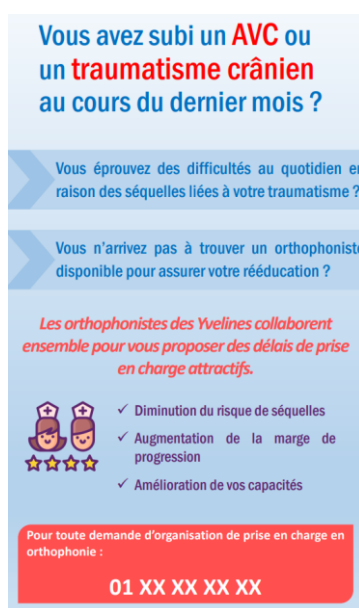 Vous avez subi un AVC ou
un traumatisme crânien
au cours du dernier mois ?
Vous éprouvez des difficultés au quotidien en
raison des séquelles liées à votre traumatisme ?
Vous n'arrivez pas à trouver un orthophoniste
disponible pour assurer votre rééducation ?
Les orthophonistes des Yvelines collaborent
ensemble pour vous proposer des délais de prise
en charge attractifs.
✓ Diminution du risque de séquelles
✓ Augmentation de la marge de
progression
✓ Amélioration de vos capacités
Pour toute demande d'organisation de prise en charge en
orthophonie :
01 XX XX XX XX